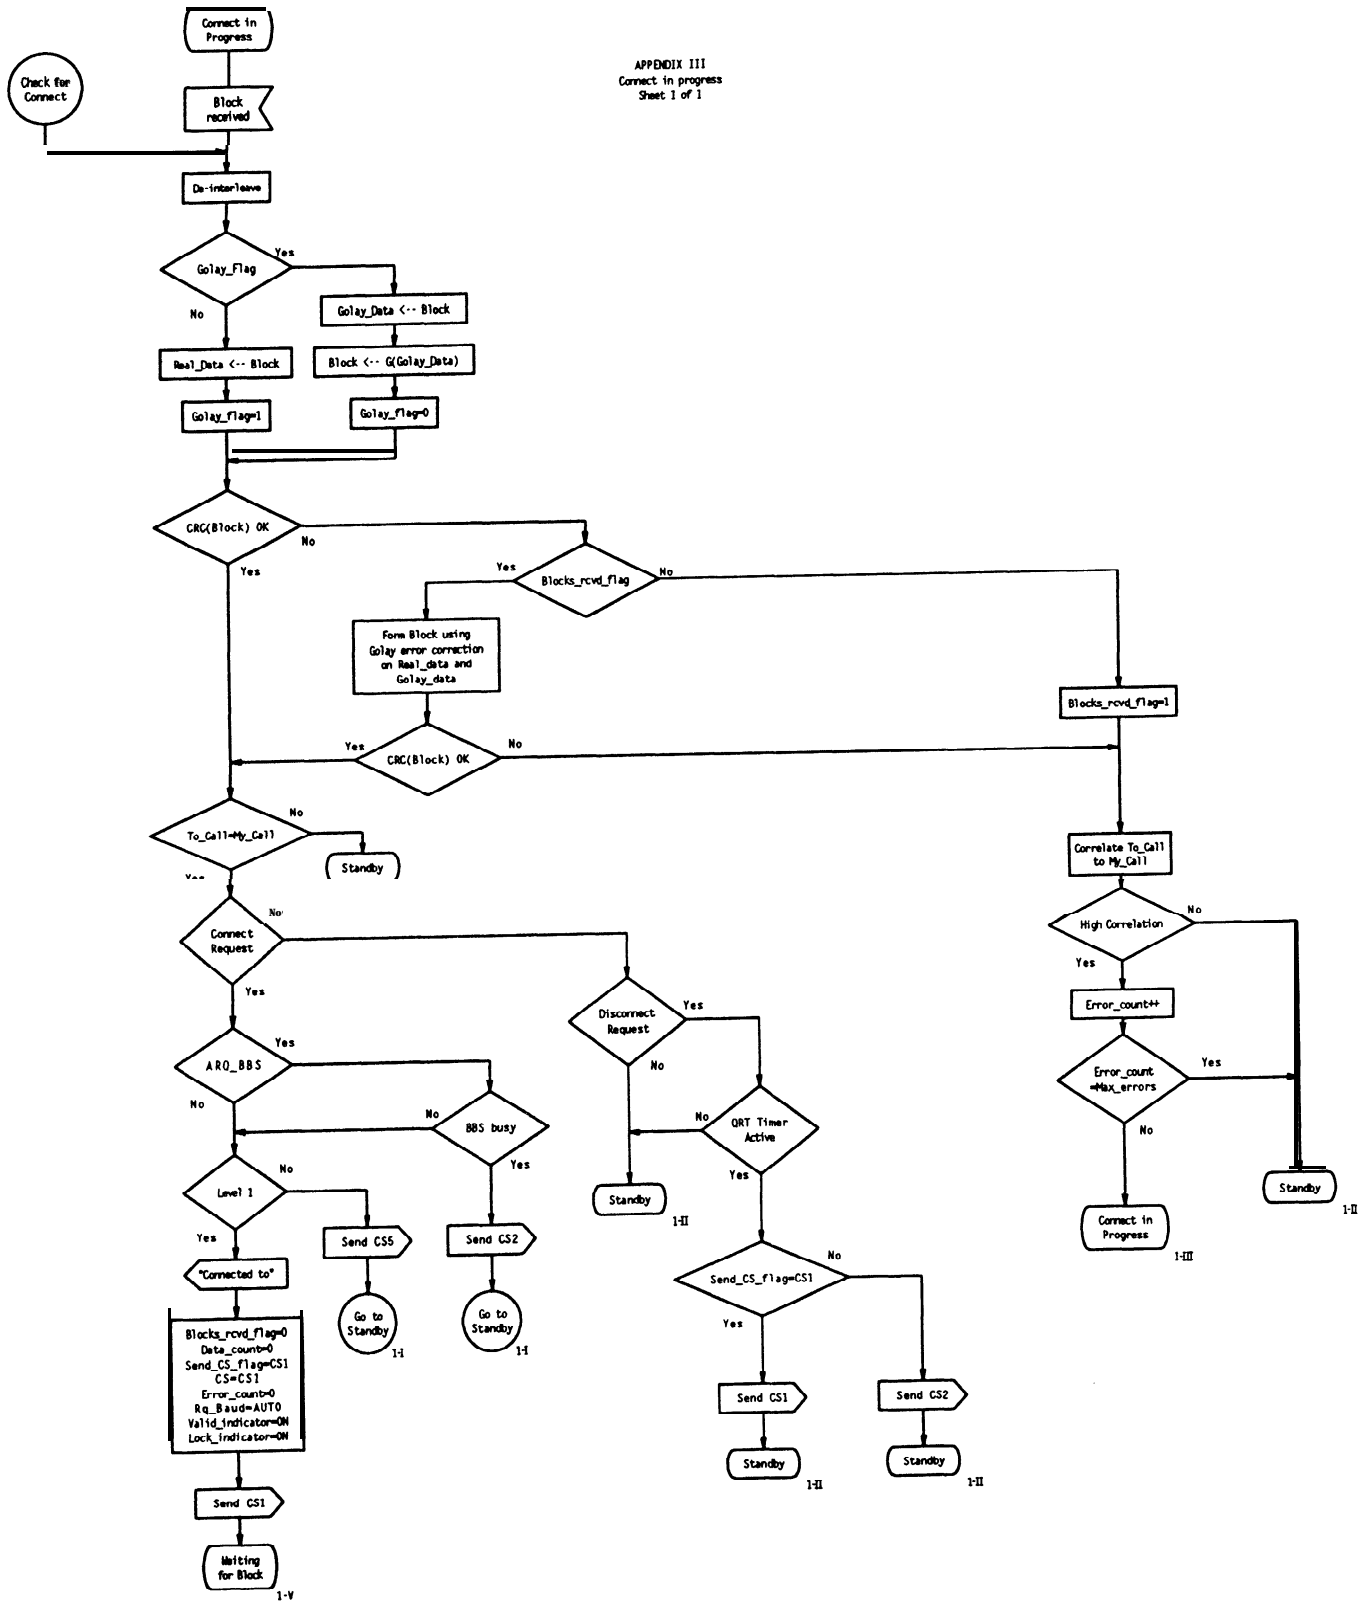 Connect in
Progress
APPENDIX III
Connect in progress
Sheet 1 of 1
Check for
Connect
Block
received
De-interleave
Golay_Flag
Yes
No
Golay_Data <-- Block
Real_Data <-- Block
Block <-- G(Golay_Data)
Golay_flag=1
Golay_flag=0
CRC(Block) OK
No
Yes
Blocks_rcvd_flag
Yes
No
Form Block using
Golay error correction
on Real_data and
Golay_data
Blocks_rcvd_flag=1
CRC(Block) OK
Yes
No
To_Call=My_Call
No
Yes
Standby
Correlate To_Call
to My_Call
High Correlation
No
Yes
Connect
Request
No
Yes
Error_count++
Disconnect
Request
Yes
No
Error_count
=Max_errors
Yes
No
ARQ_BBS
Yes
No
BBS busy
No
Yes
QRT Timer
Active
No
Yes
Level 1
No
Yes
Standby
1-II
Standby
1-II
Connect in
Progress
1-III
Send CS5
Send CS2
"Connected to"
Send_CS_flag=CS1
No
Yes
Go to
Standby
1-I
Go to
Standby
1-I
Blocks_rcvd_flag=0
Data_count=0
Send_CS_flag=CS1
CS=CS1
Error_count=0
Rq_Baud=AUTO
Valid_indicator=ON
Lock_indicator=ON
Send CS1
Send CS2
Standby
1-II
Standby
1-II
Send CS1
Waiting
for Block
1-V